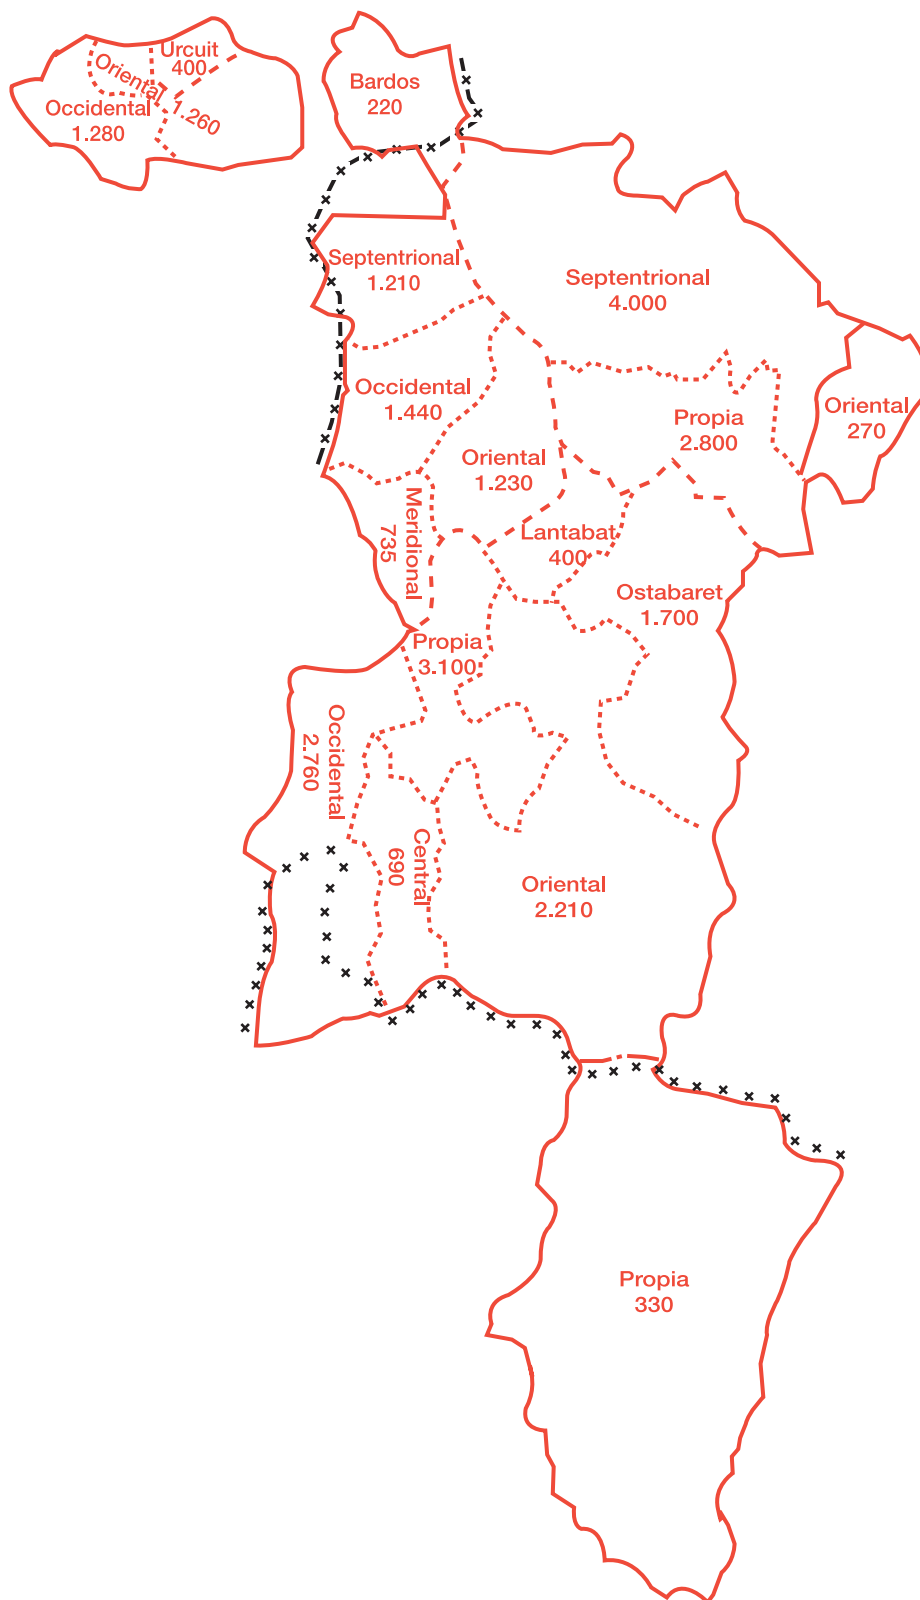 Urcuit
400
Oriental
1.260
Occidental
1.280
Bardos
220
Septentrional
1.210
Septentrional
4.000
Occidental
1.440
Propia
2.800
Oriental
270
Oriental
1.230
Meridional
735
Lantabat
400
Ostabaret
1.700
Propia
3.100
Occidental
2.760
Central
690
Oriental
2.210
Propia
330